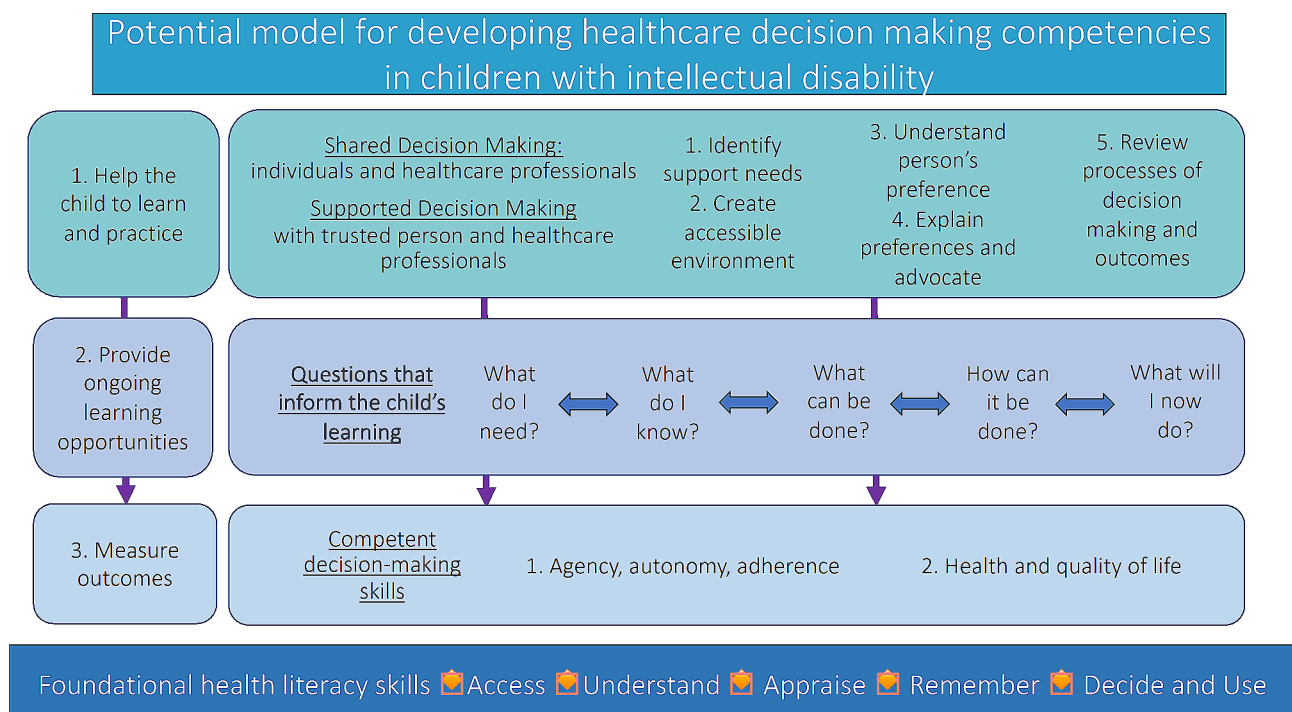 Potential model for developing healthcare decision making competencies
in children with intellectual disability
1. Help the
child to learn
and practice
Shared Decision Making:
individuals and healthcare professionals
Supported Decision Making
with trusted person and healthcare
professionals
1. Identify
support needs
2. Create
accessible
environment
3. Understand
person's
preference
4. Explain
preferences and
advocate
5. Review
processes of
decision
making and
outcomes
2. Provide
ongoing
learning
opportunities
Questions that
inform the child's
learning
What
do I
need?
What
do I
know?
What
can be
done?
How can
it be
done?
What will
I now
do?
3. Measure
outcomes
Competent
decision-making
skills
1. Agency, autonomy, adherence
2. Health and quality of life
Foundational health literacy skills Access Understand Appraise Remember Decide and Use